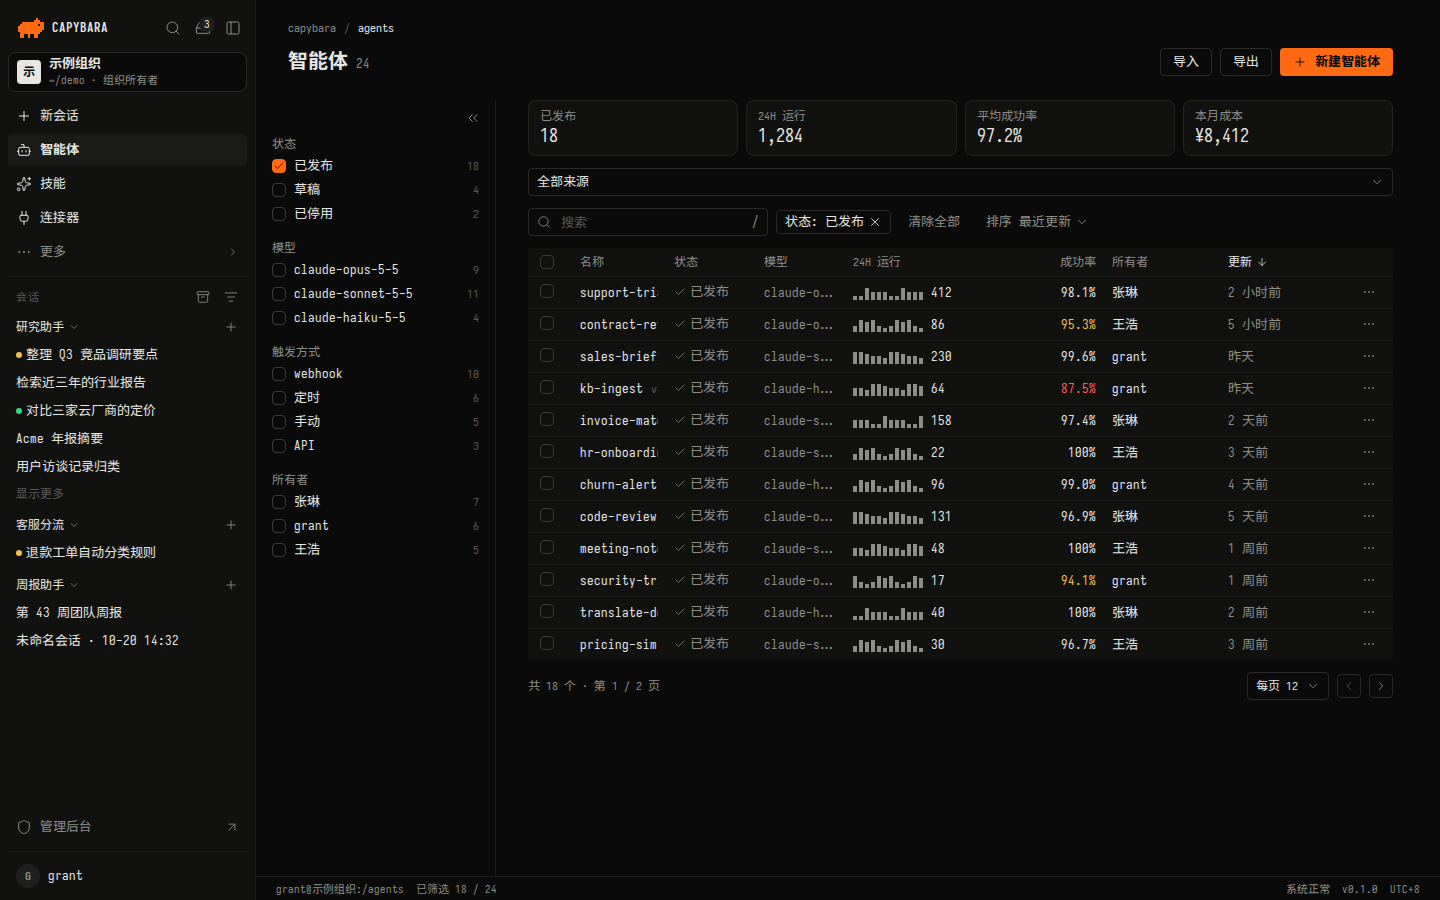 CAPYBARA
3
示 示例组织
~/demo · 组织所有者
新会话
智能体
技能
连接器
更多
会话
研究助手
整理 Q3 竞品调研要点
检索近三年的行业报告
对比三家云厂商的定价
Acme 年报摘要
用户访谈记录归类
显示更多
客服分流
退款工单自动分类规则
周报助手
第 43 周团队周报
未命名会话 · 10-20 14:32
管理后台
G grant
capybara / agents
智能体 24
导入 导出 新建智能体
状态
已发布 18
草稿 4
已停用 2
模型
claude-opus-5-5 9
claude-sonnet-5-5 11
claude-haiku-5-5 4
触发方式
webhook 10
定时 6
手动 5
API 3
所有者
张琳 7
grant 6
王浩 5
已发布
18
24H 运行
1,284
平均成功率
97.2%
本月成本
¥8,412
全部来源
搜索 / 状态: 已发布 清除全部 排序 最近更新
名称 状态 模型 24H 运行 成功率 所有者 更新
support-tri 已发布 claude-o... 412 98.1% 张琳 2 小时前
contract-re 已发布 claude-o... 86 95.3% 王浩 5 小时前
sales-brief 已发布 claude-s... 230 99.6% grant 昨天
kb-ingest v 已发布 claude-h... 64 87.5% grant 昨天
invoice-mat 已发布 claude-s... 158 97.4% 张琳 2 天前
hr-onboardi 已发布 claude-s... 22 100% 王浩 3 天前
churn-alert 已发布 claude-h... 96 99.0% grant 4 天前
code-review 已发布 claude-o... 131 96.9% 张琳 5 天前
meeting-not 已发布 claude-s... 48 100% 王浩 1 周前
security-tr 已发布 claude-o... 17 94.1% grant 1 周前
translate-d 已发布 claude-h... 40 100% 张琳 2 周前
pricing-sim 已发布 claude-s... 30 96.7% 王浩 3 周前
共 18 个 · 第 1 / 2 页 每页 12
grant@示例组织:/agents 已筛选 18 / 24 系统正常 v0.1.0 UTC+8